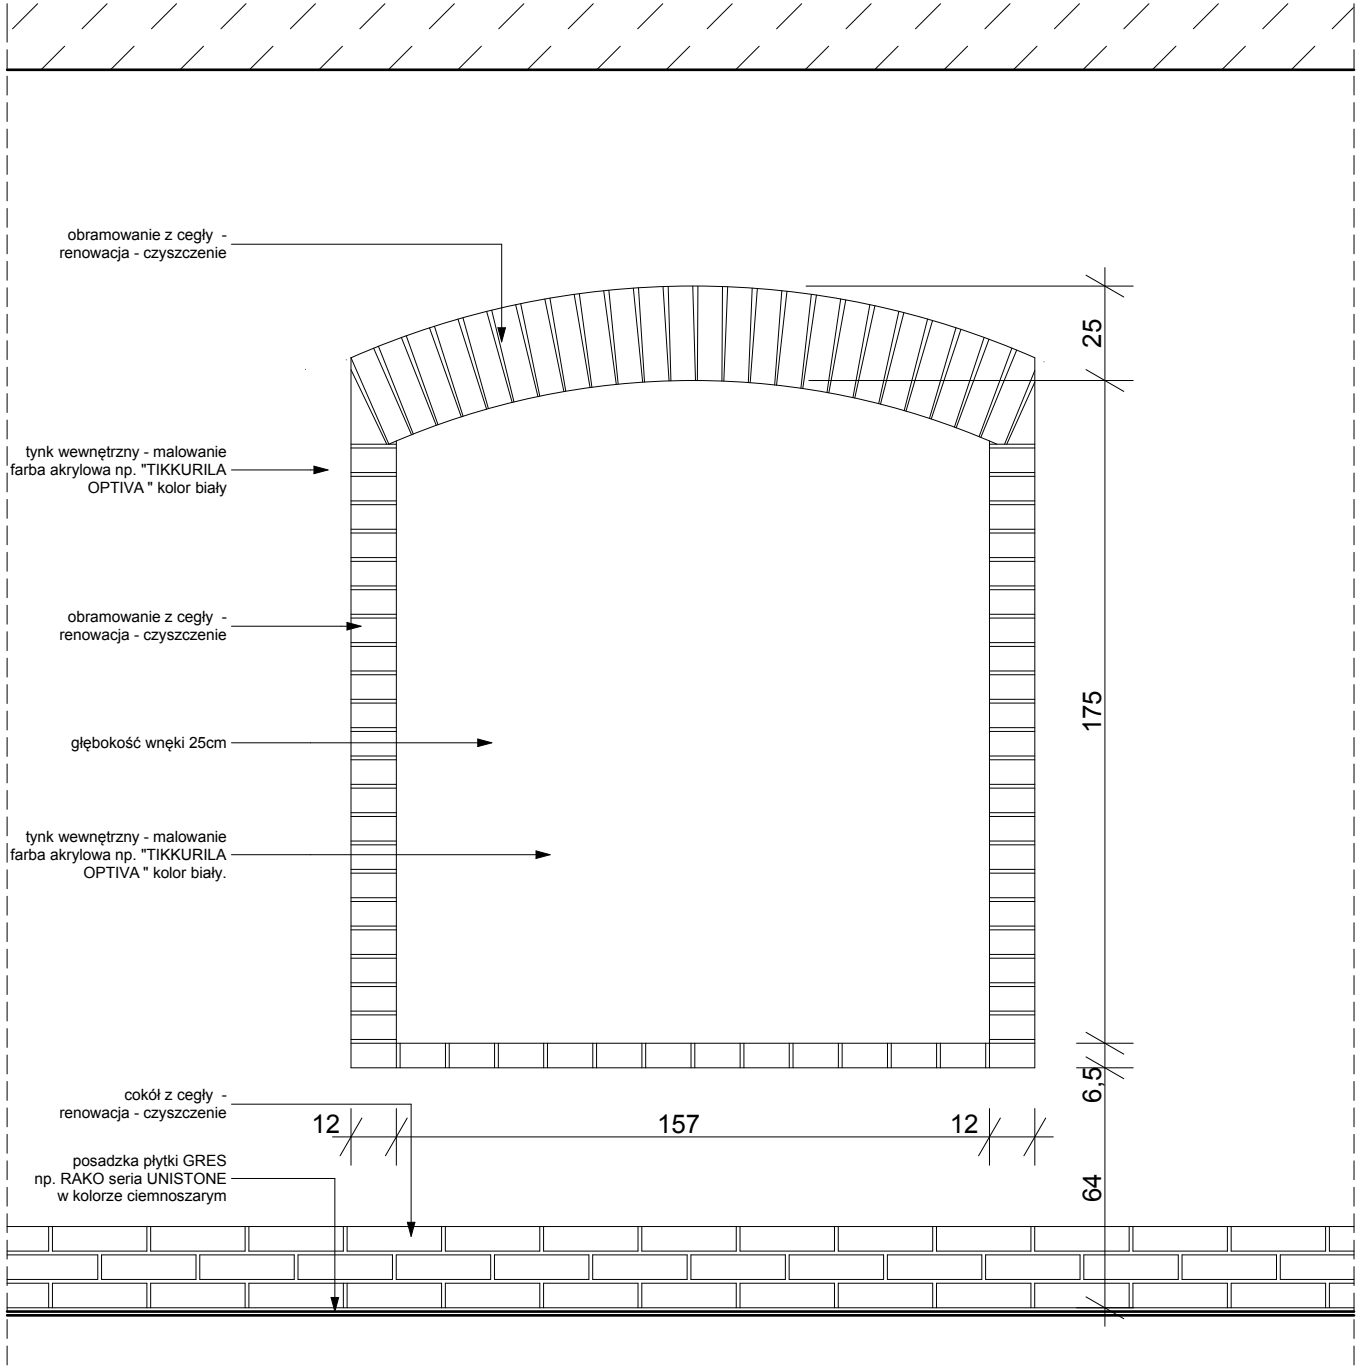 obramowanie z cegły -
renowacja - czyszczenie
25
tynk wewnętrzny - malowanie
farba akrylowa np. "TIKKURILA
OPTIVA " kolor biały
obramowanie z cegły -
renowacja - czyszczenie
175
głębokość wnęki 25cm
tynk wewnętrzny - malowanie
farba akrylowa np. "TIKKURILA
OPTIVA " kolor biały.
6,5
cokół z cegły -
renowacja - czyszczenie
12 157 12
posadzka płytki GRES
np. RAKO seria UNISTONE
w kolorze ciemnoszarym
64